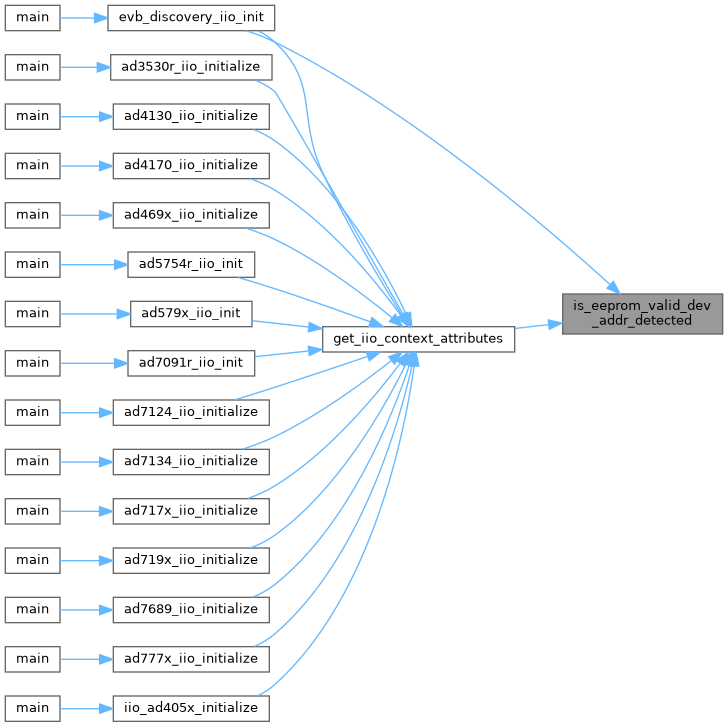 main
evb_discovery_iio_init
main
ad3530r_iio_initialize
main
ad4130_iio_initialize
main
ad4170_iio_initialize
main
ad469x_iio_initialize
main
ad5754r_iio_init
main
ad579x_iio_init
is_eeprom_valid_dev
_addr_detected
get_iio_context_attributes
main
ad7091r_iio_init
main
ad7124_iio_initialize
main
ad7134_iio_initialize
main
ad717x_iio_initialize
main
ad719x_iio_initialize
main
ad7689_iio_initialize
main
ad777x_iio_initialize
main
iio_ad405x_initialize